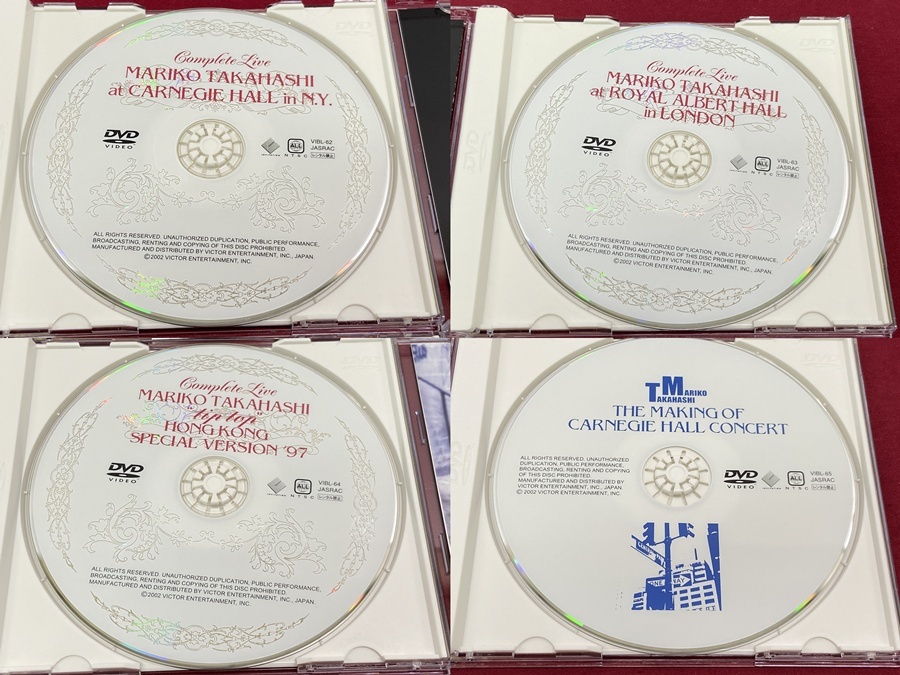 Complete Live
MARIKO TAKAHASHI
at CARNEGIE HALL in N.Y.
DVD
VIDEO
ALL
NTSC
VIBL-62
JASRAC
レンタル禁止
ALL RIGHTS RESERVED. UNAUTHORIZED DUPLICATION, PUBLIC PERFORMANCE,
BROADCASTING, RENTING AND COPYING OF THIS DISC PROHIBITED.
MANUFACTURED AND DISTRIBUTED BY VICTOR ENTERTAINMENT, INC., JAPAN.
©2002 VICTOR ENTERTAINMENT, INC.
Complete Live
MARIKO TAKAHASHI
at ROYAL ALBERT HALL
in LONDON
DVD
VIDEO
ALL
NTSC
VIBL-63
JASRAC
レンタル禁止
ALL RIGHTS RESERVED. UNAUTHORIZED DUPLICATION, PUBLIC PERFORMANCE,
BROADCASTING, RENTING AND COPYING OF THIS DISC PROHIBITED.
MANUFACTURED AND DISTRIBUTED BY VICTOR ENTERTAINMENT, INC., JAPAN.
©2002 VICTOR ENTERTAINMENT, INC.
Complete Live
MARIKO TAKAHASHI
HONG KONG
SPECIAL VERSION '97
DVD
VIDEO
ALL
NTSC
VIBL-64
JASRAC
レンタル禁止
ALL RIGHTS RESERVED. UNAUTHORIZED DUPLICATION, PUBLIC PERFORMANCE,
BROADCASTING, RENTING AND COPYING OF THIS DISC PROHIBITED.
MANUFACTURED AND DISTRIBUTED BY VICTOR ENTERTAINMENT, INC., JAPAN.
©2002 VICTOR ENTERTAINMENT, INC.
MARIKO
TAKAHASHI
THE MAKING OF
CARNEGIE HALL CONCERT
ALL RIGHTS RESERVED. UNAUTHORIZED
DUPLICATION, PUBLIC PERFORMANCE,
BROADCASTING, RENTING AND
COPYING OF THIS DISC PROHIBITED.
MANUFACTURED AND DISTRIBUTED BY
VICTOR ENTERTAINMENT, INC., JAPAN.
©2002 VICTOR ENTERTAINMENT, INC.
DVD
VIDEO
ALL
NTSC
VIBL-65
JASRAC
レンタル禁止
ONE WAY